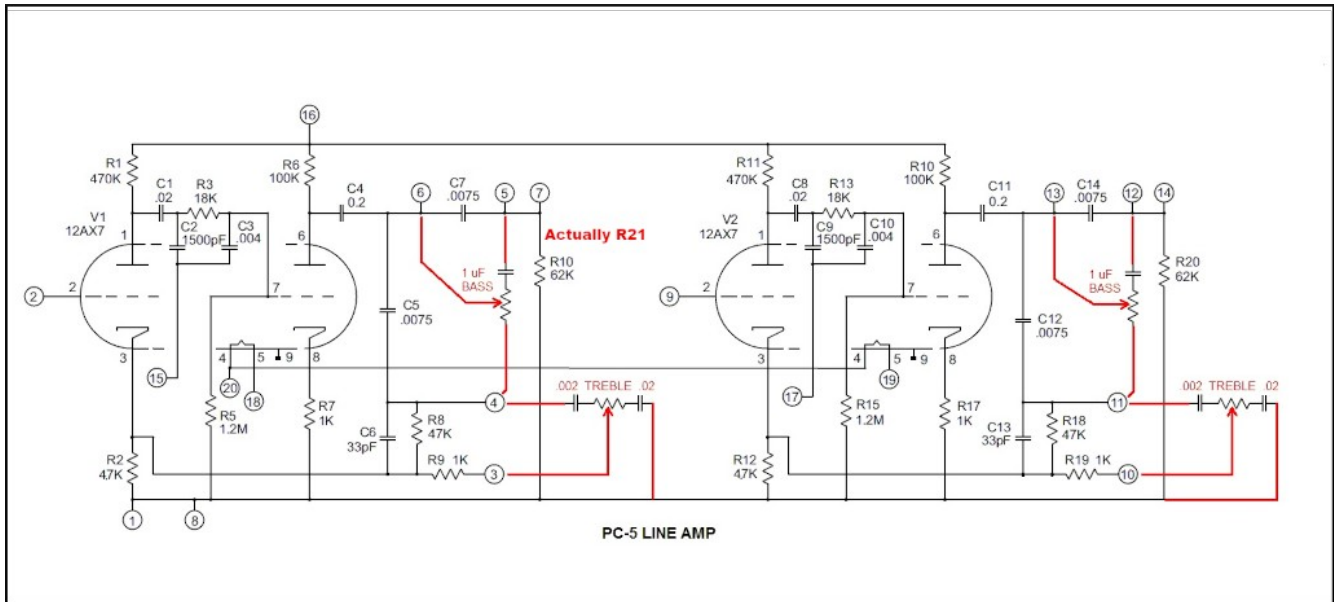 16
R1
470K
C1
.02
R3
18K
R6
100K
C4
0.2
6
C7
.0075
5
7
V1
12AX7
1
C2
1500pF
C3
.004
6
Actually R21
R10
62K
1 uF
BASS
2
2
7
C5
.0075
3
4
5
9
8
15
20
18
R5
1.2M
R7
1K
4
.002 TREBLE .02
C6
33pF
R8
47K
R2
4.7K
R9 1K
3
1
8
R11
470K
C8
.02
R13
18K
R10
100K
C11
0.2
13
C14
.0075
12
14
V2
12AX7
1
C9
1500pF
C10
.004
6
R20
62K
1 uF
BASS
9
2
7
C12
.0075
3
4
5
9
8
19
17
R15
1.2M
R17
1K
11
.002 TREBLE .02
C13
33pF
R18
47K
R12
4.7K
R19 1K
10
PC-5 LINE AMP